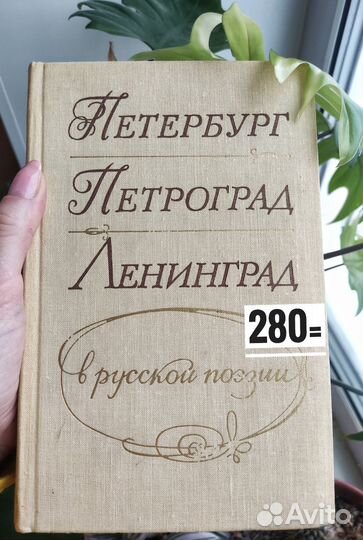 Петербург
Петроград
Ленинград
280=
в русской поэзии
Avito